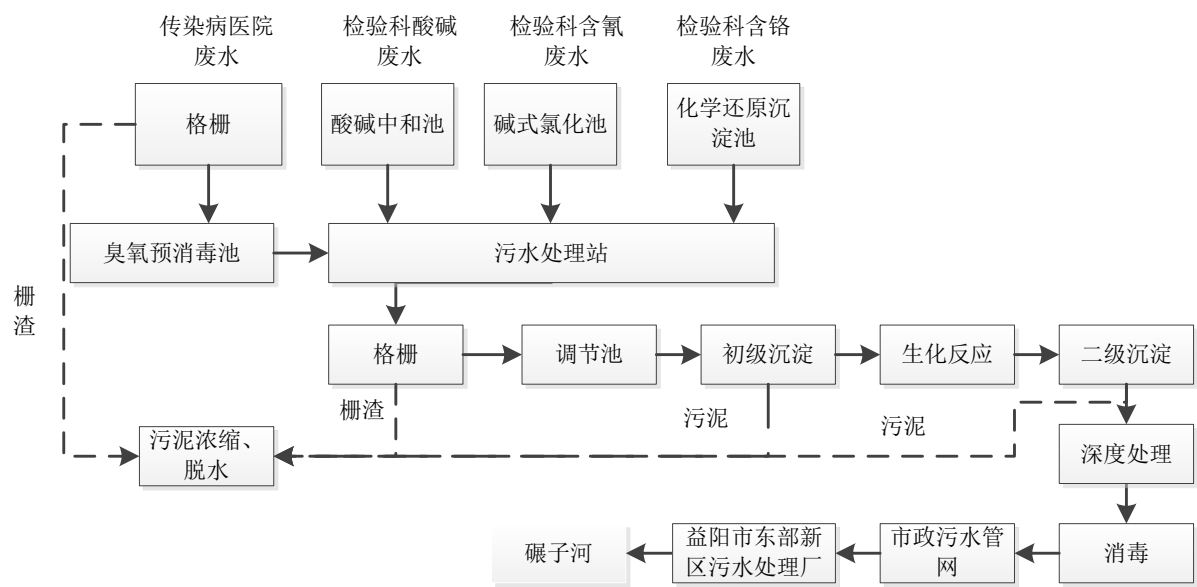 传染病医院
废水
检验科酸碱
废水
检验科含氰
废水
检验科含铬
废水
格栅
酸碱中和池
碱式氯化池
化学还原沉
淀池
臭氧预消毒池
污水处理站
栅
渣
格栅
调节池
初级沉淀
生化反应
二级沉淀
栅渣
污泥
污泥
污泥浓缩、
脱水
深度处理
碾子河
益阳市东部新
区污水处理厂
市政污水管
网
消毒